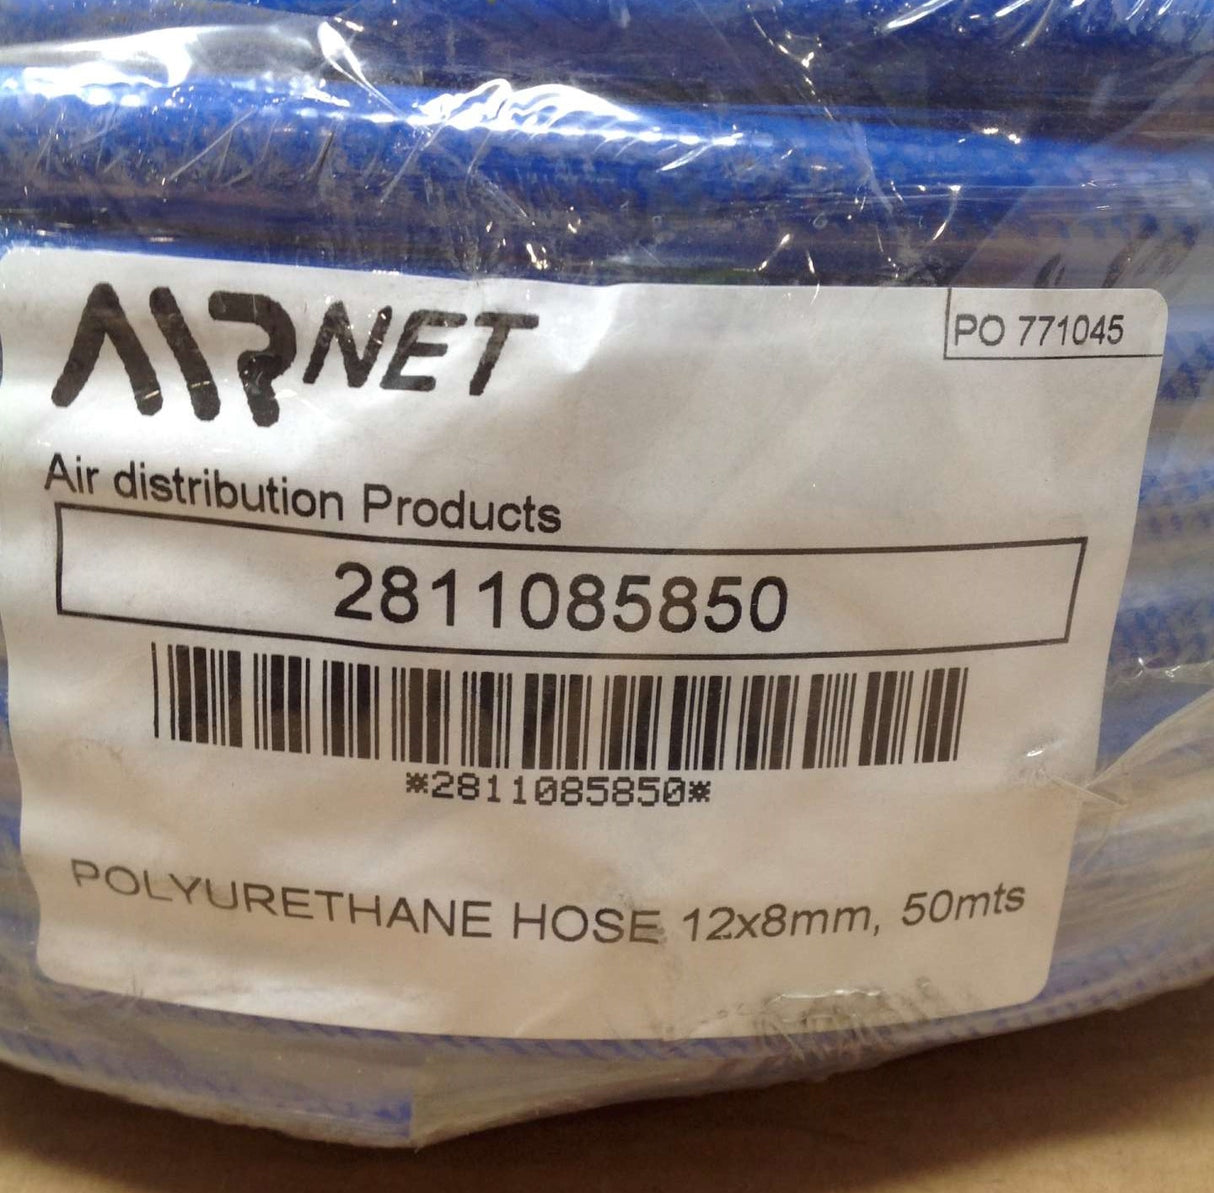 AIRNET
PO 771045
Air distribution Products
2811085850
*2811085850*
POLYURETHANE HOSE 12x8mm, 50mts